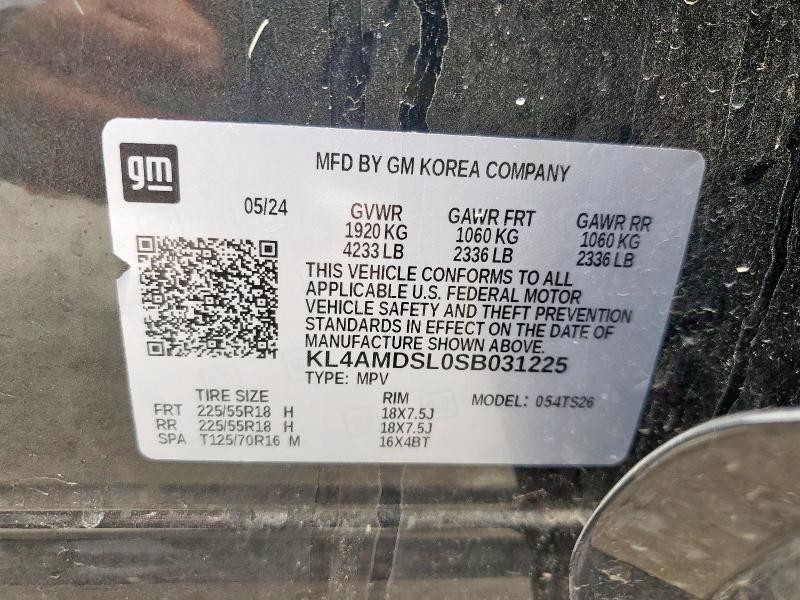 gm
MFD BY GM KOREA COMPANY
05/24
GVWR GAWR FRT GAWR RR
1920 KG 1060 KG 1060 KG
4233 LB 2336 LB 2336 LB
THIS VEHICLE CONFORMS TO ALL
APPLICABLE U.S. FEDERAL MOTOR
VEHICLE SAFETY AND THEFT PREVENTION
STANDARDS IN EFFECT ON THE DATE OF
MANUFACTURE SHOWN ABOVE.
KL4AMDSL0SB031225
TYPE: MPV
TIRE SIZE RIM MODEL: 054TS26
FRT 225/55R18 H 18X7.5J
RR 225/55R18 H 18X7.5J
SPA T125/70R16 M 16X4BT